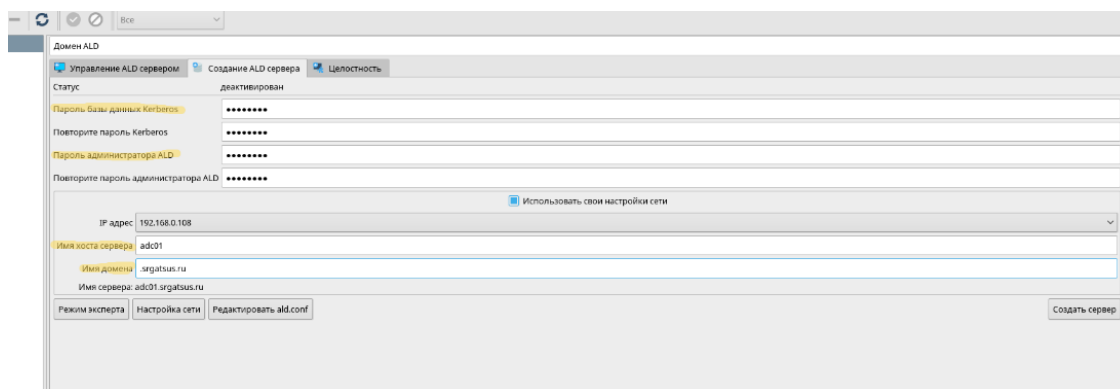 Все
Домен ALD
Управление ALD сервером Создание ALD сервера Целостность
Статус деактивирован
Пароль базы данных Kerberos ••••••••
Повторите пароль Kerberos ••••••••
Пароль администратора ALD ••••••••
Повторите пароль администратора ALD ••••••••
Использовать свои настройки сети
IP адрес 192.168.0.108
Имя хоста сервера adc01
Имя домена .srgatsus.ru
Имя сервера: adc01.srgatsus.ru
Режим эксперта Настройка сети Редактировать ald.conf Создать сервер